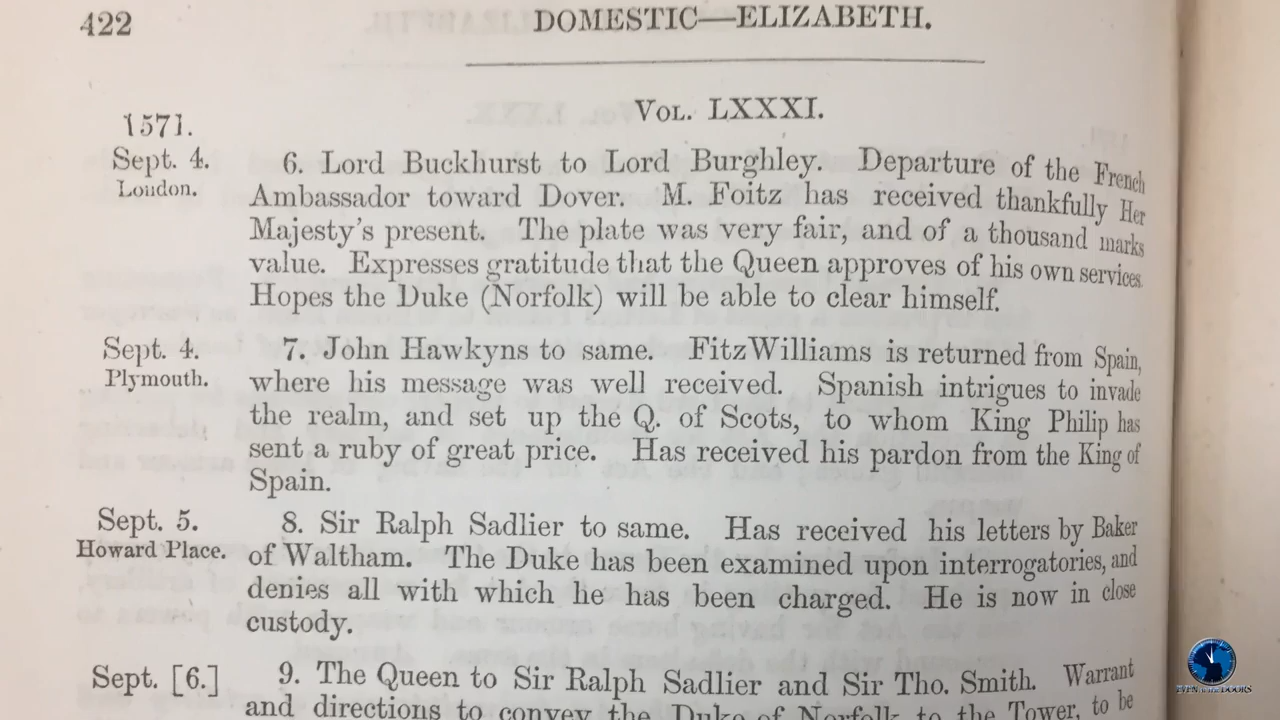 422
DOMESTIC—ELIZABETH.
VOL. LXXXI.
1571.
Sept. 4.
London.
6. Lord Buckhurst to Lord Burghley. Departure of the French
Ambassador toward Dover. M. Foitz has received thankfully Her
Majesty's present. The plate was very fair, and of a thousand marks
value. Expresses gratitude that the Queen approves of his own services
Hopes the Duke (Norfolk) will be able to clear himself.
Sept. 4.
Plymouth.
7. John Hawkyns to same. FitzWilliams is returned from Spain,
where his message was well received. Spanish intrigues to invade
the realm, and set up the Q. of Scots, to whom King Philip has
sent a ruby of great price. Has received his pardon from the King of
Spain.
Sept. 5.
Howard Place.
8. Sir Ralph Sadlier to same. Has received his letters by Baker
of Waltham. The Duke has been examined upon interrogatories, and
denies all with which he has been charged. He is now in close
custody.
Sept. [6.]
9. The Queen to Sir Ralph Sadlier and Sir Tho. Smith. Warrant
and directions to convey the Duke of Norfolk to the Tower, to be
EVEN at the DOORS